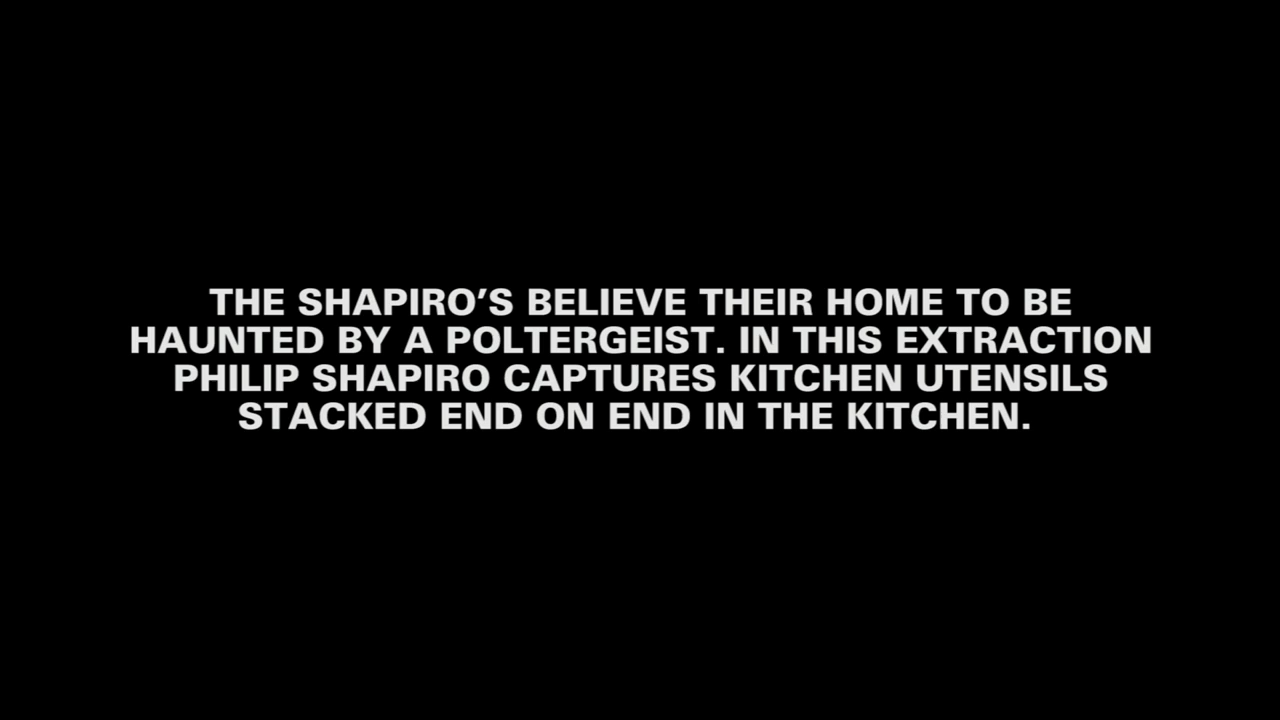 THE SHAPIRO’S BELIEVE THEIR HOME TO BE
HAUNTED BY A POLTERGEIST. IN THIS EXTRACTION
PHILIP SHAPIRO CAPTURES KITCHEN UTENSILS
STACKED END ON END IN THE KITCHEN.